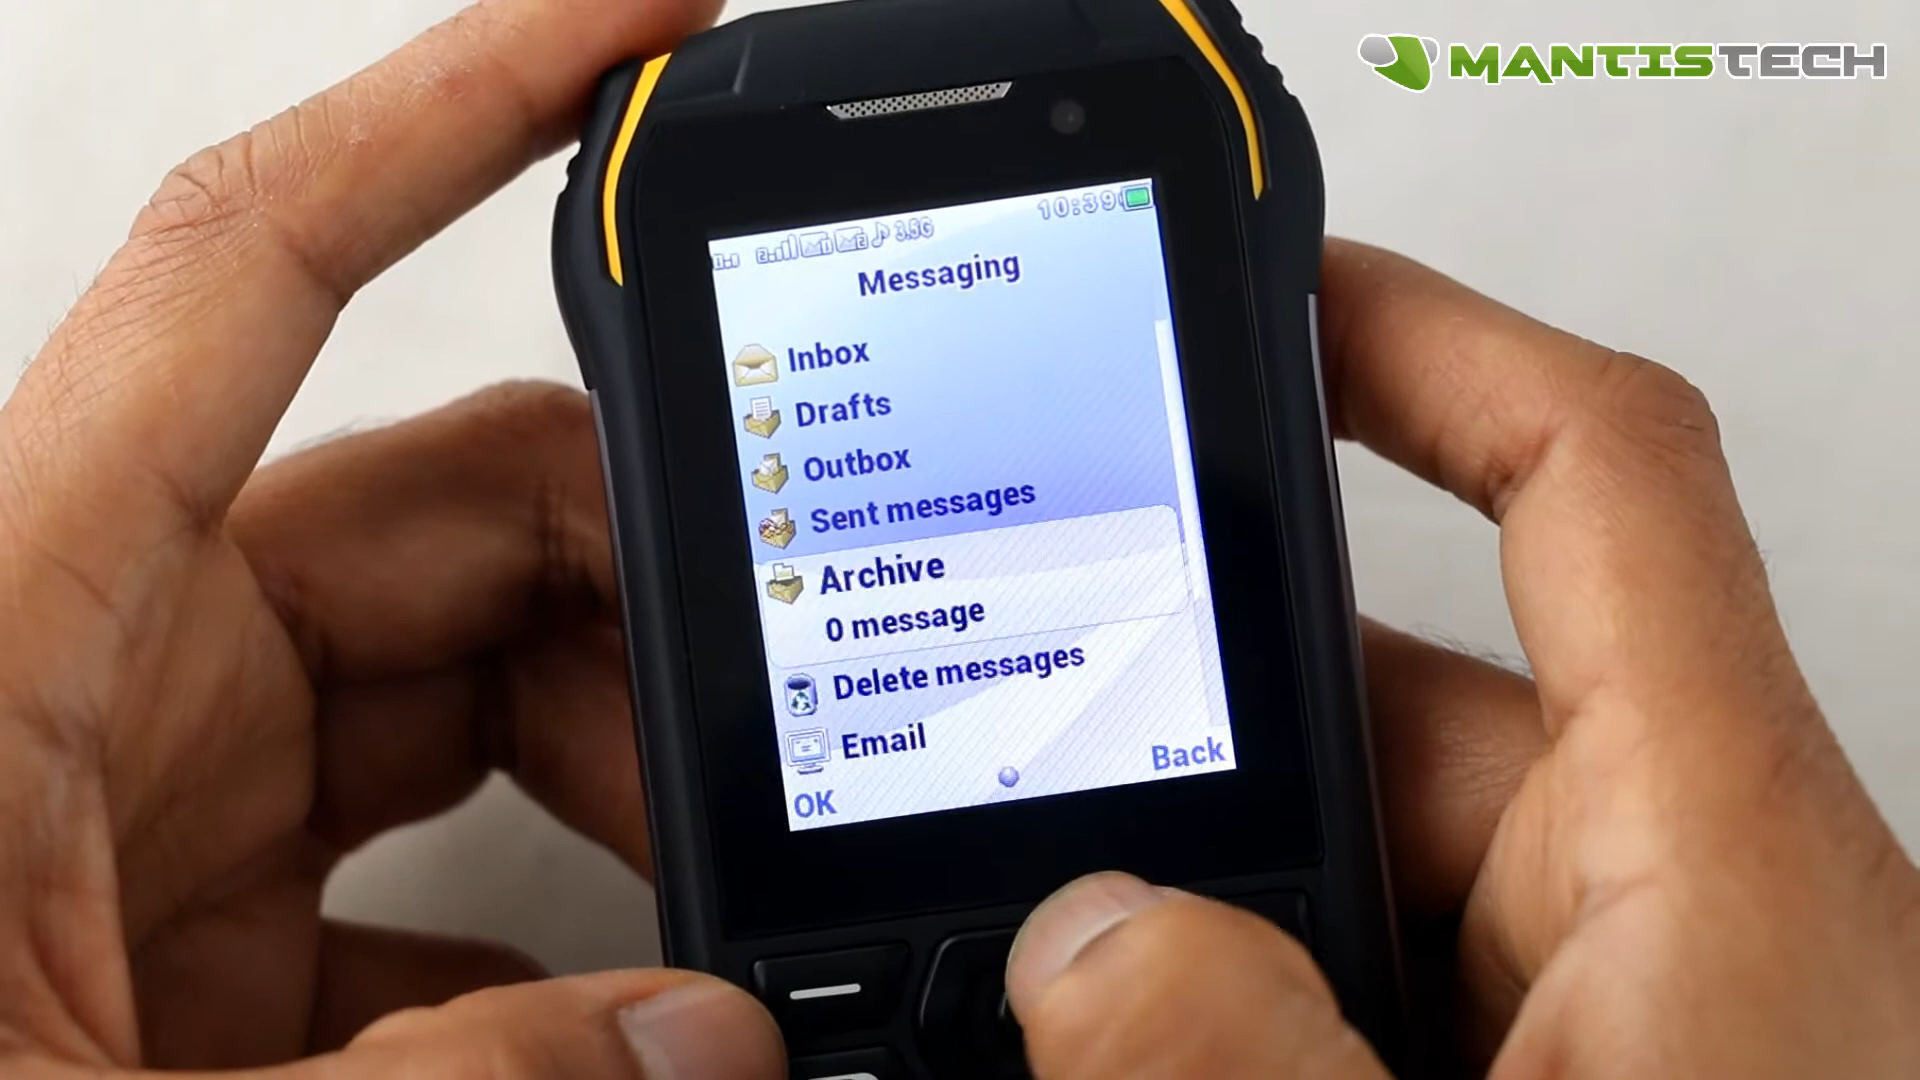 MANTISTECH
3.5G 10:39
Messaging
Inbox
Drafts
Outbox
Sent messages
Archive
0 message
Delete messages
Email
OK Back